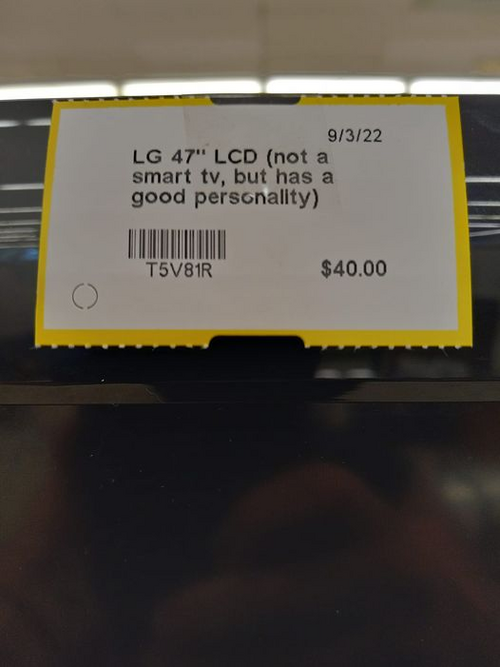 9/3/22
LG 47" LCD (not a
smart tv, but has a
good personality)
T5V81R
$40.00